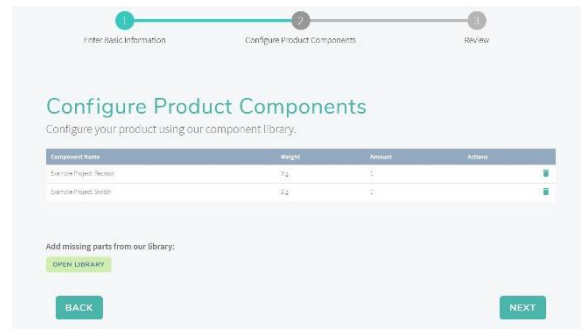 1 2 3
Enter Basic Information Configure Product Components Review
Configure Product Components
Configure your product using our component library.
Component Name Weight Amount Actions
Example Project:
Example Project:
Add missing parts from our library:
OPEN LIBRARY
BACK NEXT